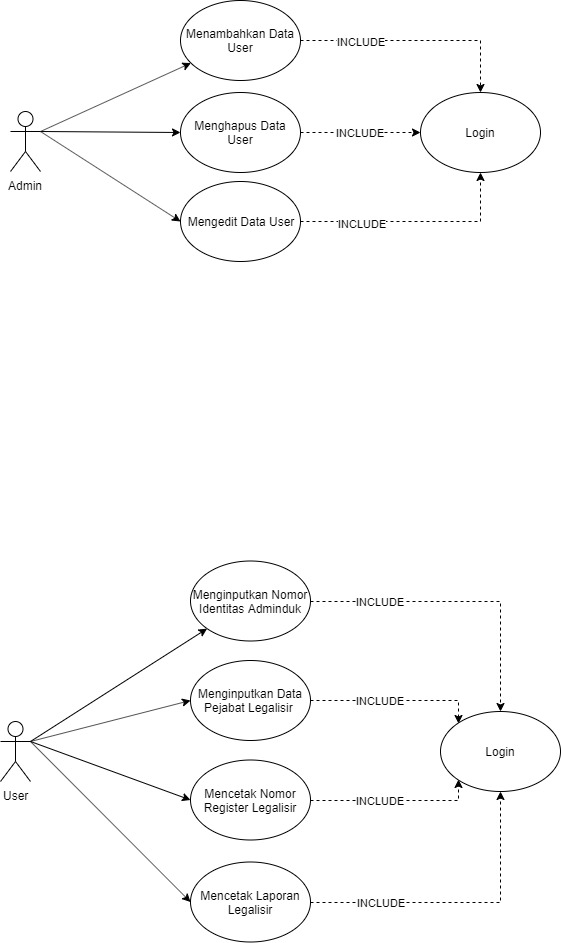 Menambahkan Data
User
INCLUDE
Menghapus Data
User
INCLUDE
Login
Admin
Mengedit Data User
INCLUDE
Menginputkan Nomor
Identitas Adminduk
INCLUDE
Menginputkan Data
Pejabat Legalisir
INCLUDE
Login
User
Mencetak Nomor
Register Legalisir
INCLUDE
Mencetak Laporan
Legalisir
INCLUDE